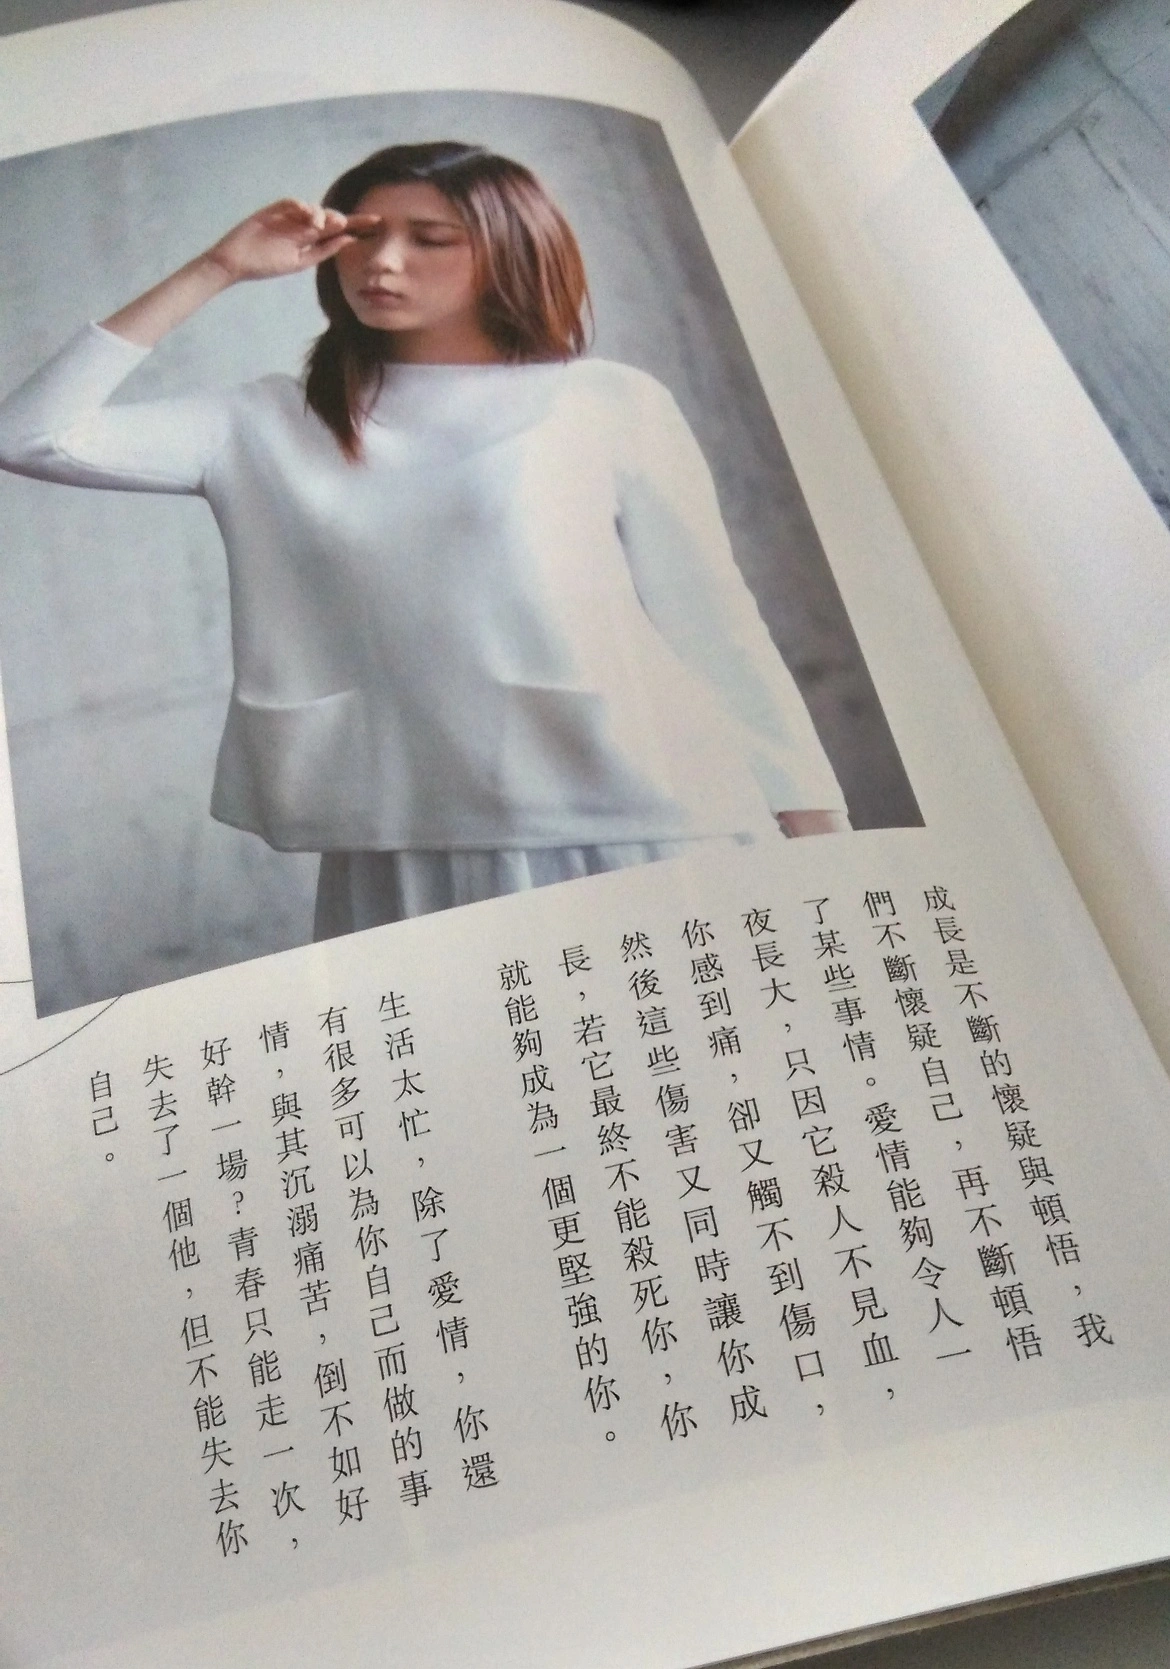 成長是不斷的懷疑與頓悟，我
們不斷懷疑自己，再不斷頓悟
了某些事情。愛情能夠令人一
夜長大，只因它殺人不見血，
你感到痛，卻又觸不到傷口，
然後這些傷害又同時讓你成
長，若它最終不能殺死你，你
就能夠成為一個更堅強的你。
生活太忙，除了愛情，你還
有很多可以為你自己而做的事
情，與其沉溺痛苦，倒不如好
好幹一場？青春只能走一次，
失去了一個他，但不能失去你
自己。